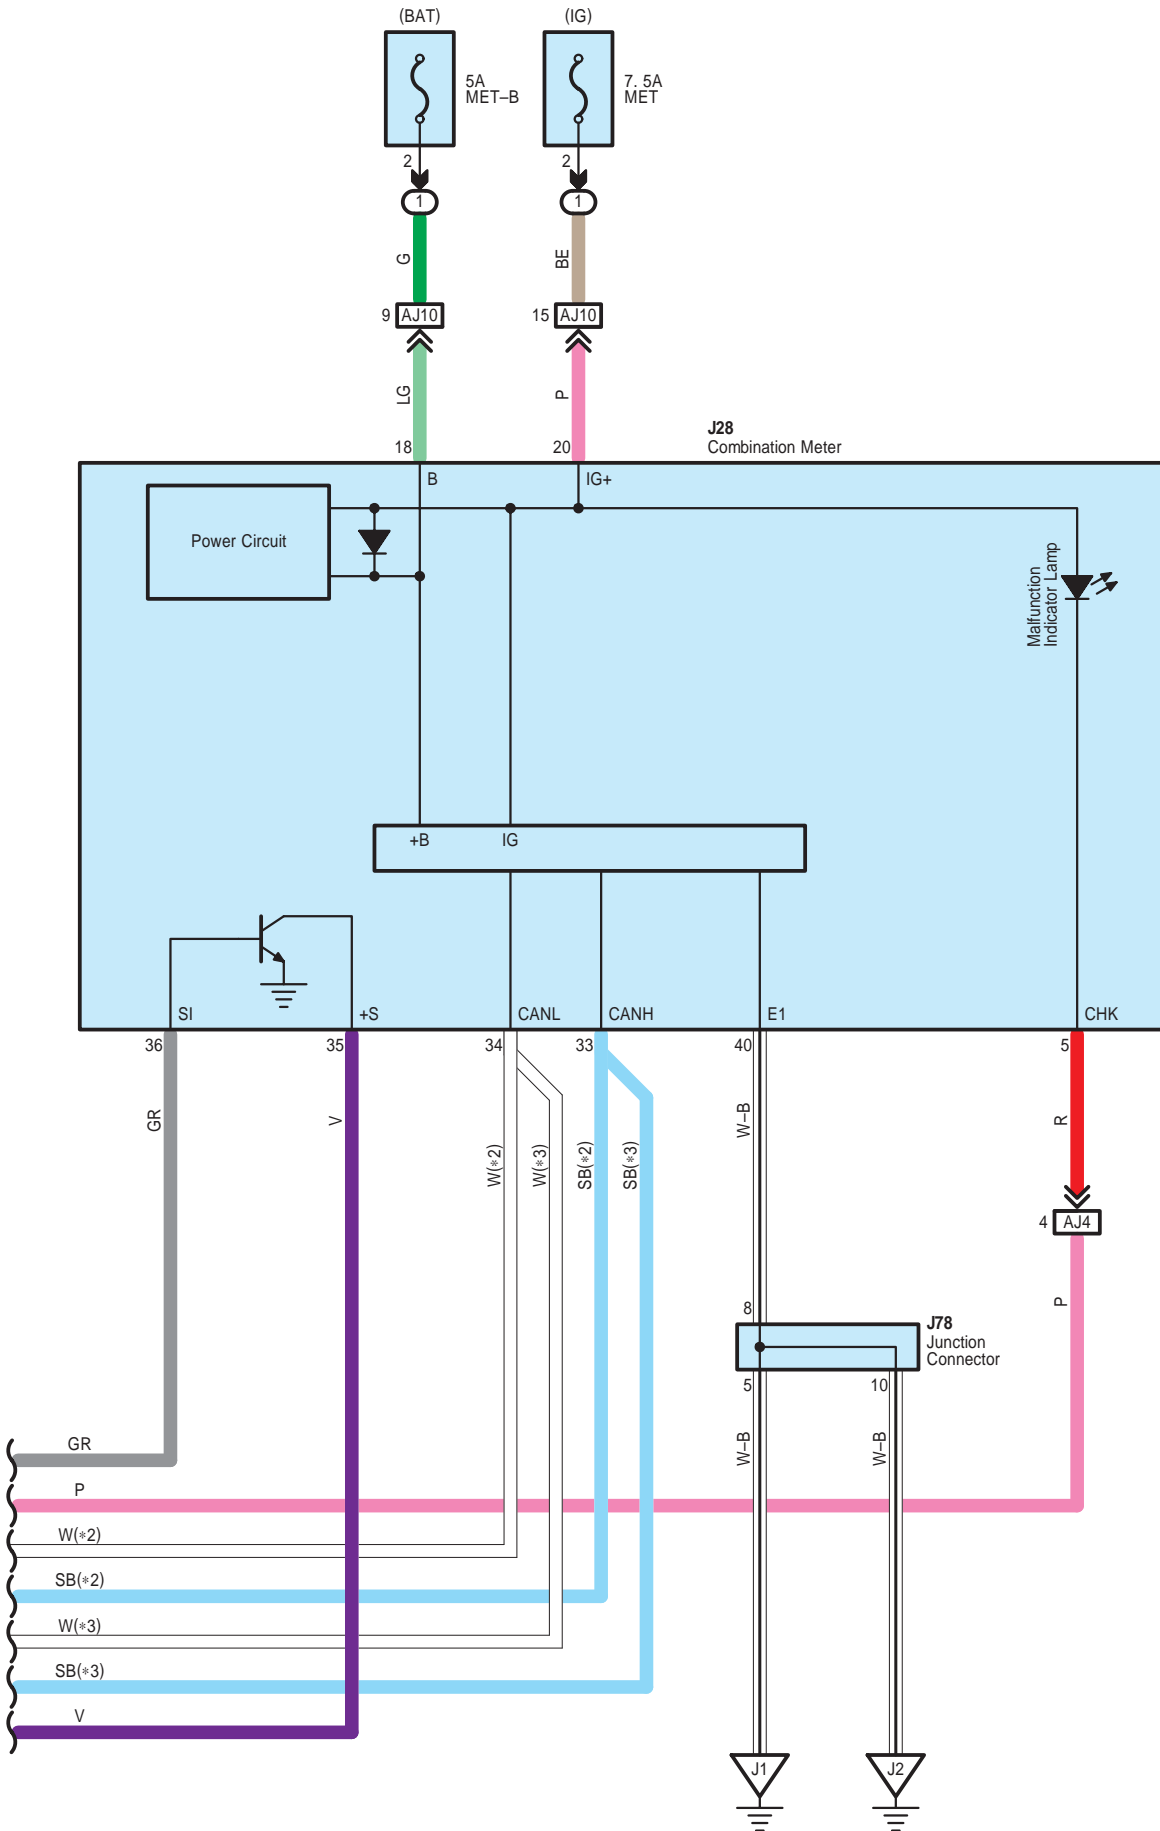 (BAT)
(IG)
5A
MET–B
7. 5A
MET
2
2
1
1
G
BE
9
AJ10
15
AJ10
LG
P
J28
Combination Meter
18
20
B
IG+
Power Circuit
Malfunction
Indicator Lamp
+B
IG
SI
+S
CANL
CANH
E1
CHK
36
35
34
33
40
5
GR
V
W(∗2)
W(∗3)
SB(∗2)
SB(∗3)
W–B
R
4
AJ4
P
8
J78
Junction
Connector
5
10
W–B
W–B
GR
P
W(∗2)
SB(∗2)
W(∗3)
SB(∗3)
V
J1
J2